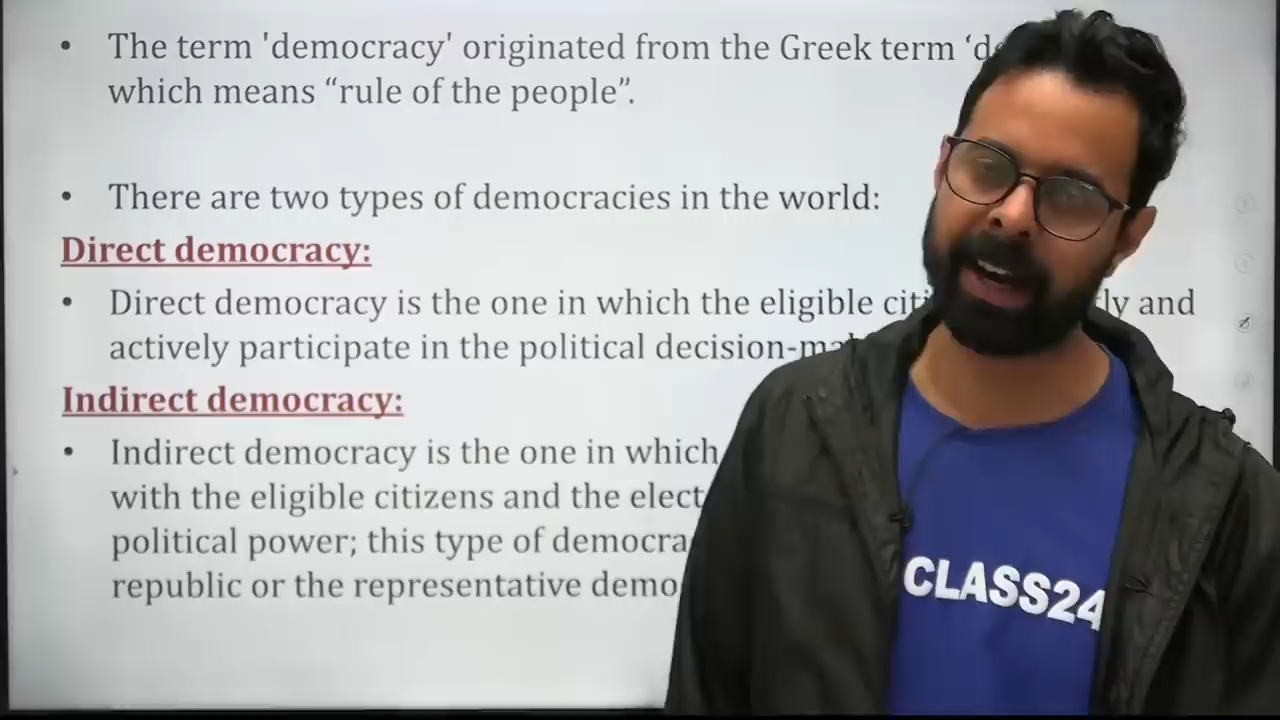 • The term 'democracy' originated from the Greek term
which means “rule of the people”.
• There are two types of democracies in the world:
Direct democracy:
• Direct democracy is the one in which the eligible and
actively participate in the political
Indirect democracy:
• Indirect democracy is the one in which
with the eligible citizens and the
political power; this type of
republic or the representative
CLASS24